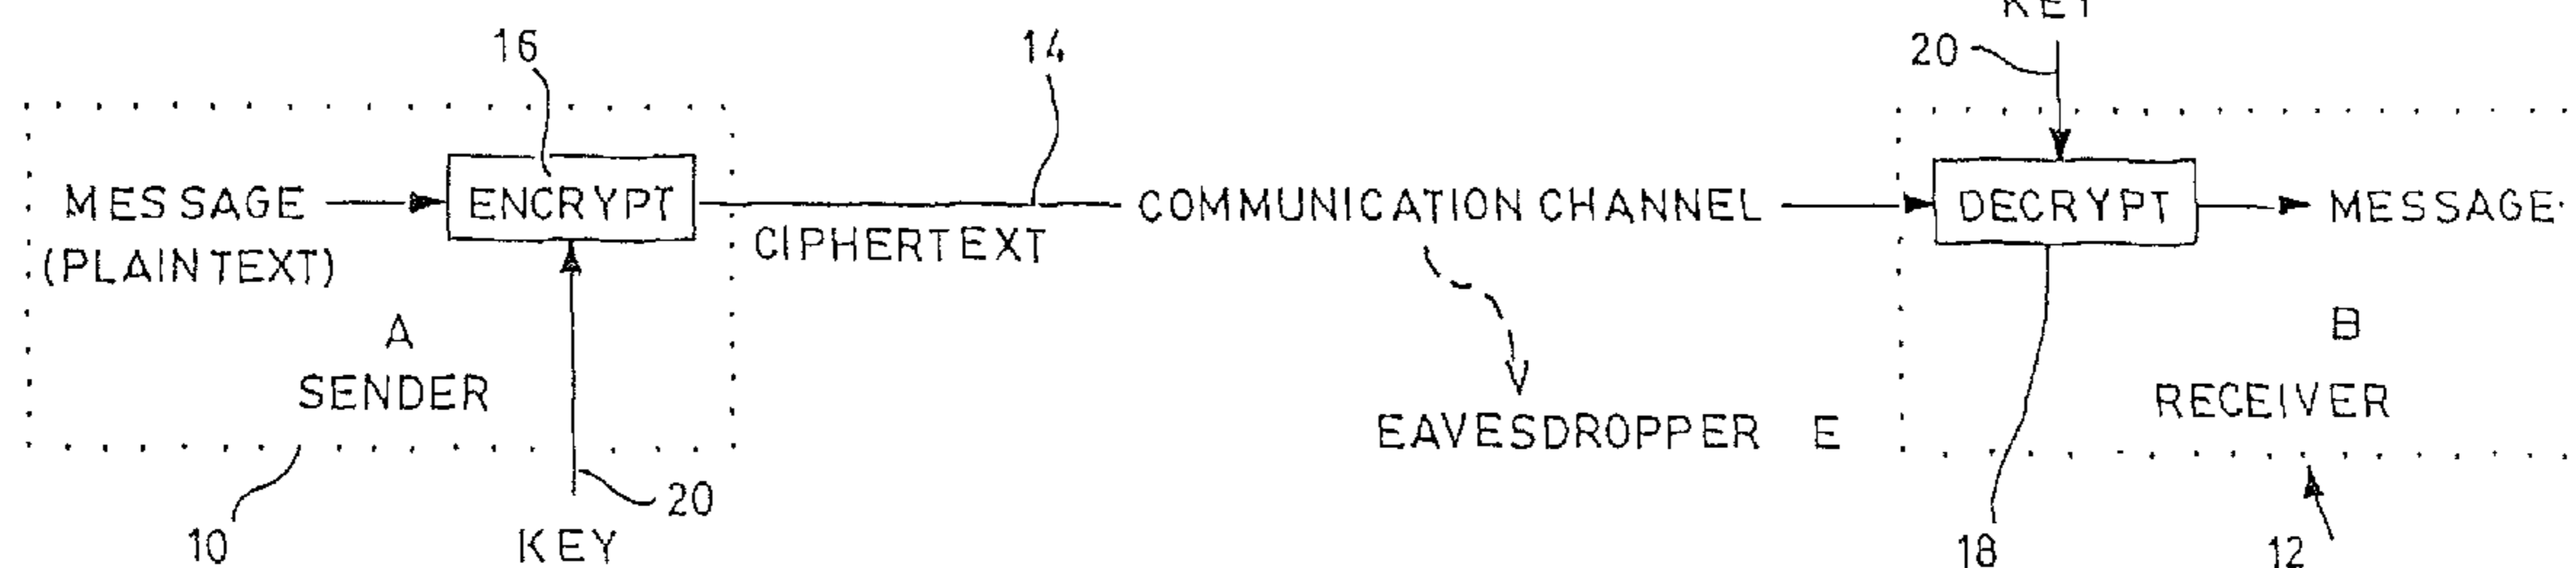 KEY
16
14
20
MESSAGE
ENCRYPT
COMMUNICATION CHANNEL
DECRYPT
MESSAGE
(PLAINTEXT)
CIPHERTEXT
A
SENDER
B
RECEIVER
EAVESDROPPER E
20
10
KEY
18
12